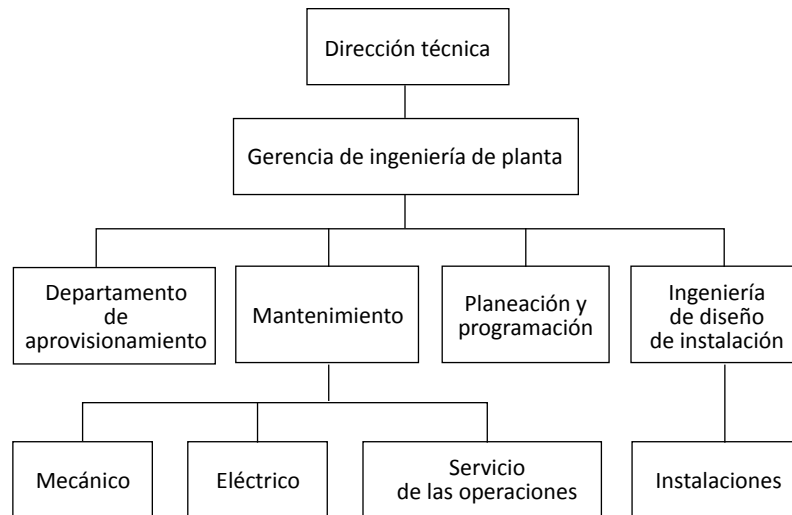 Dirección técnica
Gerencia de ingeniería de planta
Departamento
de
aprovisionamiento
Mantenimiento
Planeación y
programación
Ingeniería
de diseño
de instalación
Mecánico
Eléctrico
Servicio
de las operaciones
Instalaciones